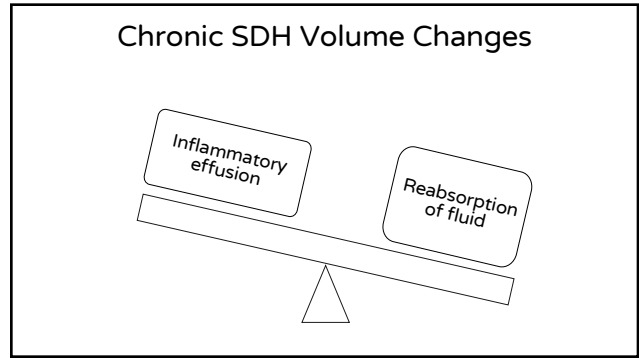 Chronic SDH Volume Changes
Inflammatory
effusion
Reabsorption
of fluid